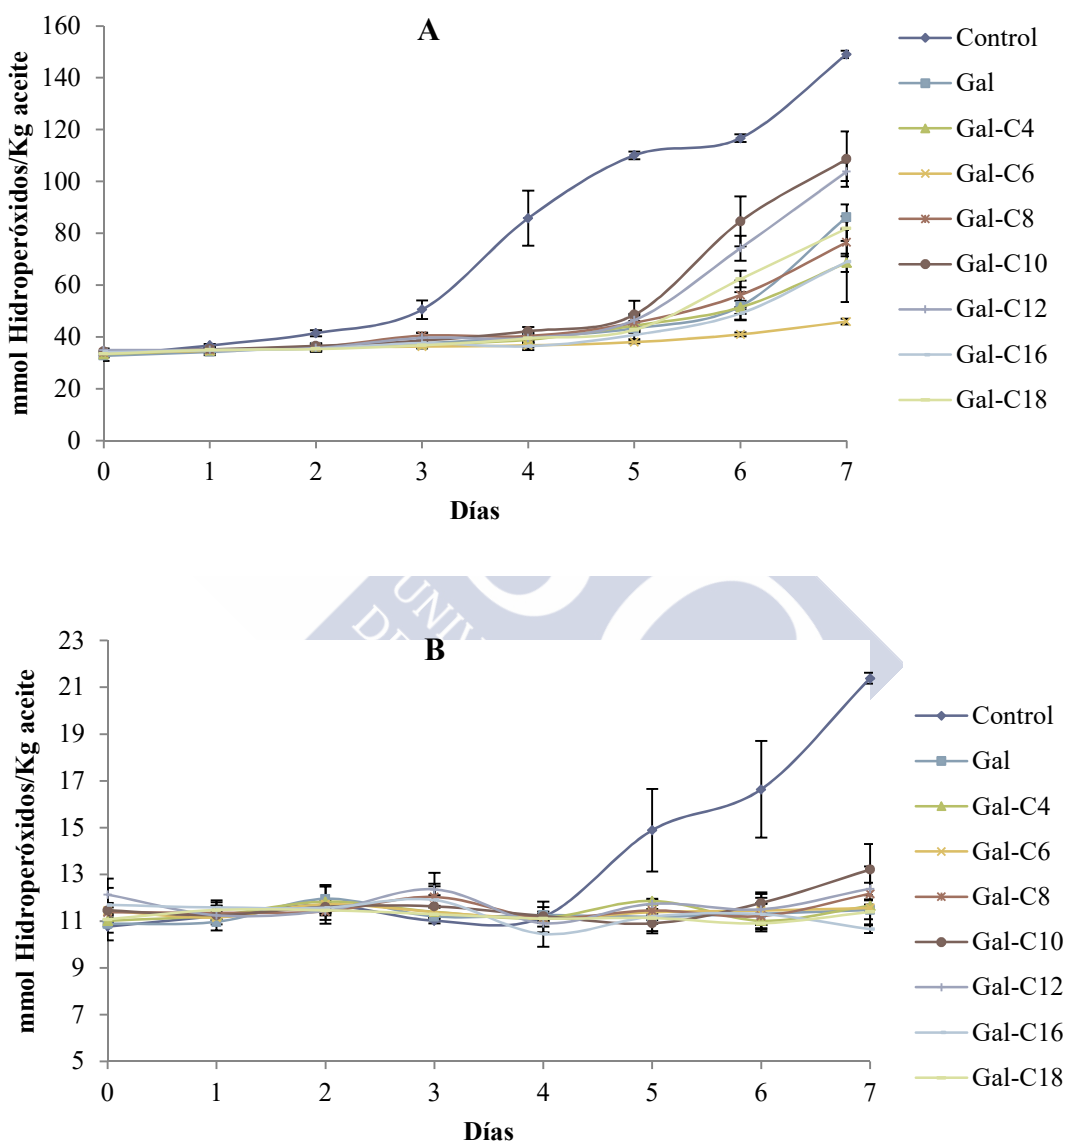 A
mmol Hidroperóxidos/Kg aceite
160
140
120
100
80
60
40
20
0
0 1 2 3 4 5 6 7
Días
Control
Gal
Gal-C4
Gal-C6
Gal-C8
Gal-C10
Gal-C12
Gal-C16
Gal-C18
UNIV
DE
B
mmol Hidroperóxidos/Kg aceite
23
21
19
17
15
13
11
9
7
5
0 1 2 3 4 5 6 7
Días
Control
Gal
Gal-C4
Gal-C6
Gal-C8
Gal-C10
Gal-C12
Gal-C16
Gal-C18